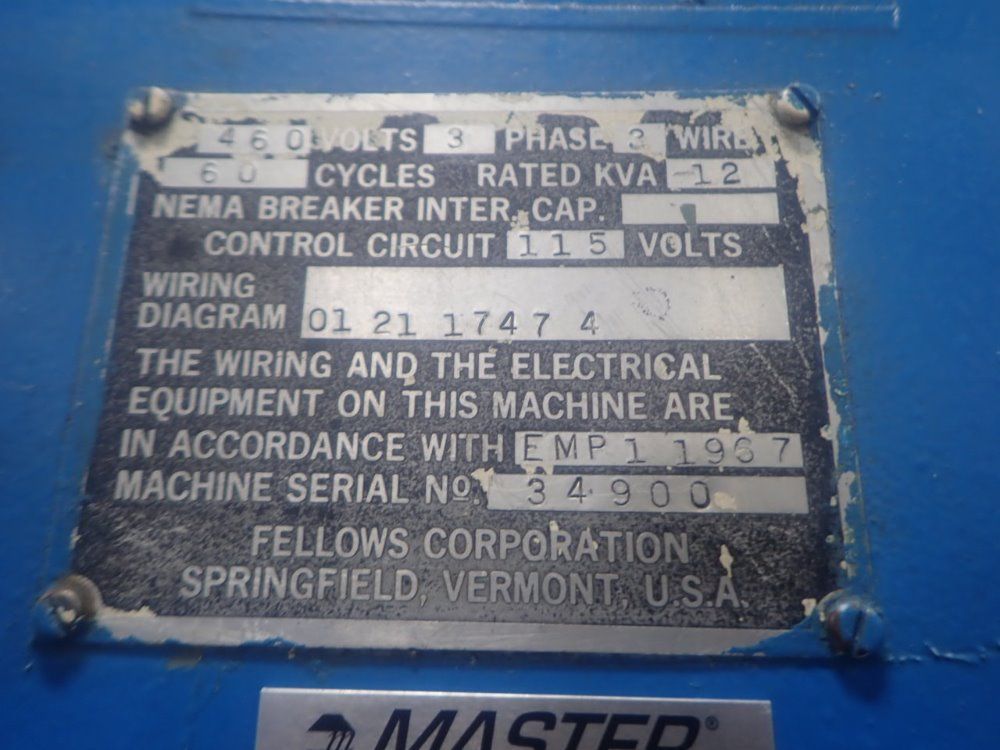 460 VOLTS 3 PHASE 3 WIRE
60 CYCLES RATED KVA 12
NEMA BREAKER INTER. CAP.
CONTROL CIRCUIT 115 VOLTS
WIRING
DIAGRAM 01 21 1747 4
THE WIRING AND THE ELECTRICAL
EQUIPMENT ON THIS MACHINE ARE
IN ACCORDANCE WITH EMP 1 1967
MACHINE SERIAL NO. 34900
FELLOWS CORPORATION
SPRINGFIELD, VERMONT, U.S.A.
m MASTER®